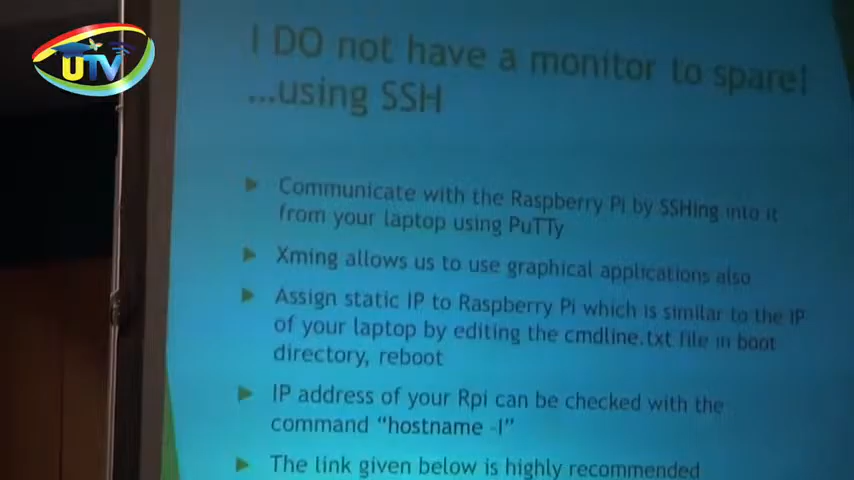 UTV
I DO not have a monitor to spare!
...using SSH
Communicate with the Raspberry Pi by SSHing into it
from your laptop using PuTTy
Xming allows us to use graphical applications also
Assign static IP to Raspberry Pi which is similar to the IP
of your laptop by editing the cmdline.txt file in boot
directory, reboot
IP address of your Rpi can be checked with the
command “hostname -I”
The link given below is highly recommended